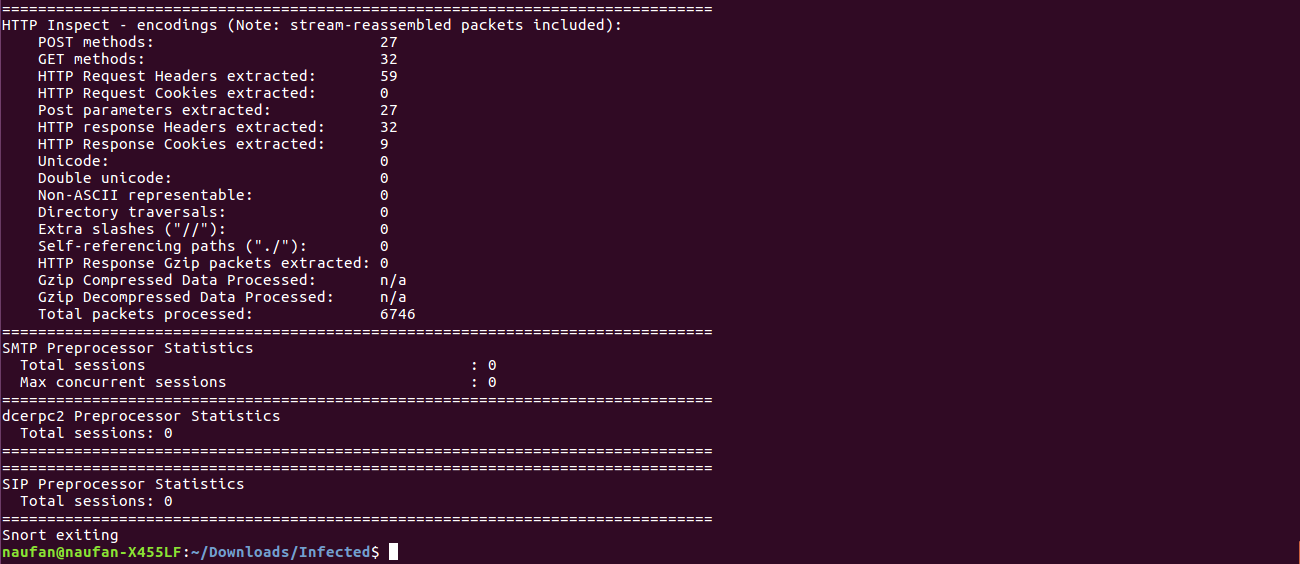 ===============================================================================
HTTP Inspect - encodings (Note: stream-reassembled packets included):
    POST methods:                         27
    GET methods:                          32
    HTTP Request Headers extracted:       59
    HTTP Request Cookies extracted:       0
    Post parameters extracted:            27
    HTTP response Headers extracted:      32
    HTTP Response Cookies extracted:      9
    Unicode:                              0
    Double unicode:                       0
    Non-ASCII representable:              0
    Directory traversals:                 0
    Extra slashes ("//"):                 0
    Self-referencing paths ("./"):        0
    HTTP Response Gzip packets extracted: 0
    Gzip Compressed Data Processed:       n/a
    Gzip Decompressed Data Processed:     n/a
    Total packets processed:              6746
===============================================================================
SMTP Preprocessor Statistics
  Total sessions                                    : 0
  Max concurrent sessions                           : 0
===============================================================================
dcerpc2 Preprocessor Statistics
  Total sessions: 0
===============================================================================
===============================================================================
SIP Preprocessor Statistics
  Total sessions: 0
===============================================================================
Snort exiting
naufan@naufan-X455LF:~/Downloads/Infected$